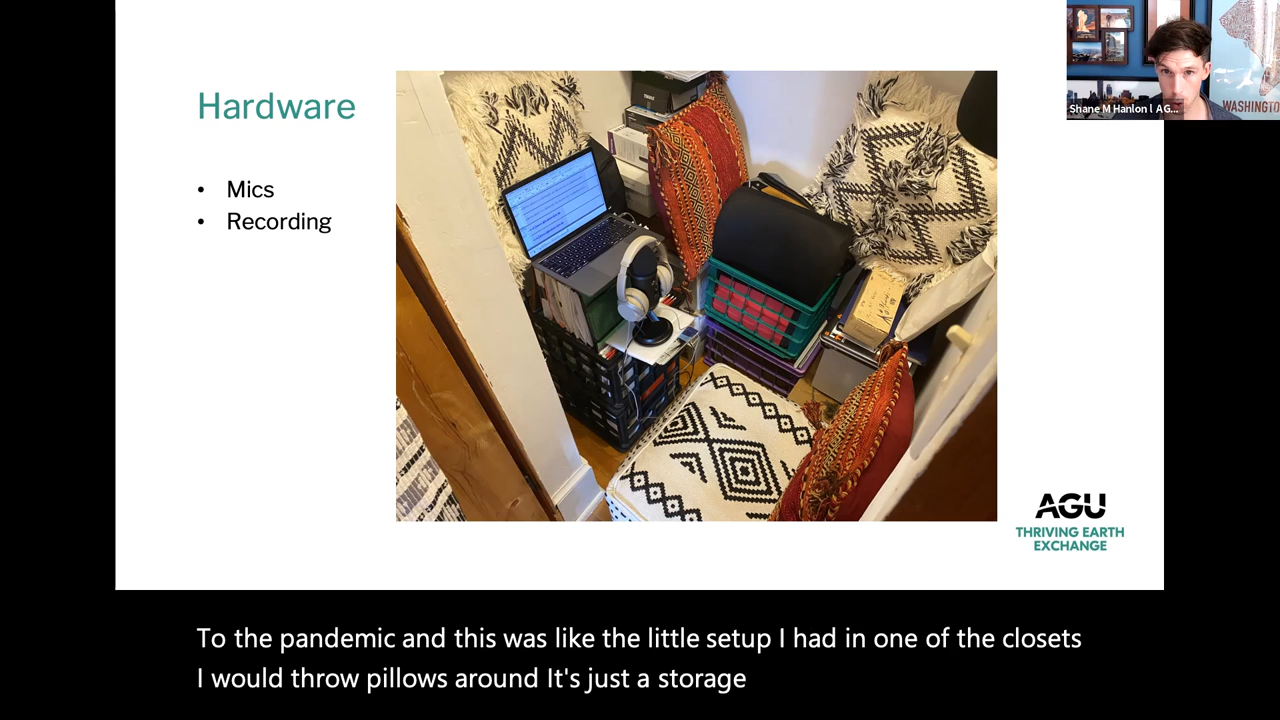 Hardware
• Mics
• Recording
Shane M Hanlon l AG...
WASHINGTO
AGU
THRIVING EARTH
EXCHANGE
To the pandemic and this was like the little setup I had in one of the closets
I would throw pillows around It's just a storage